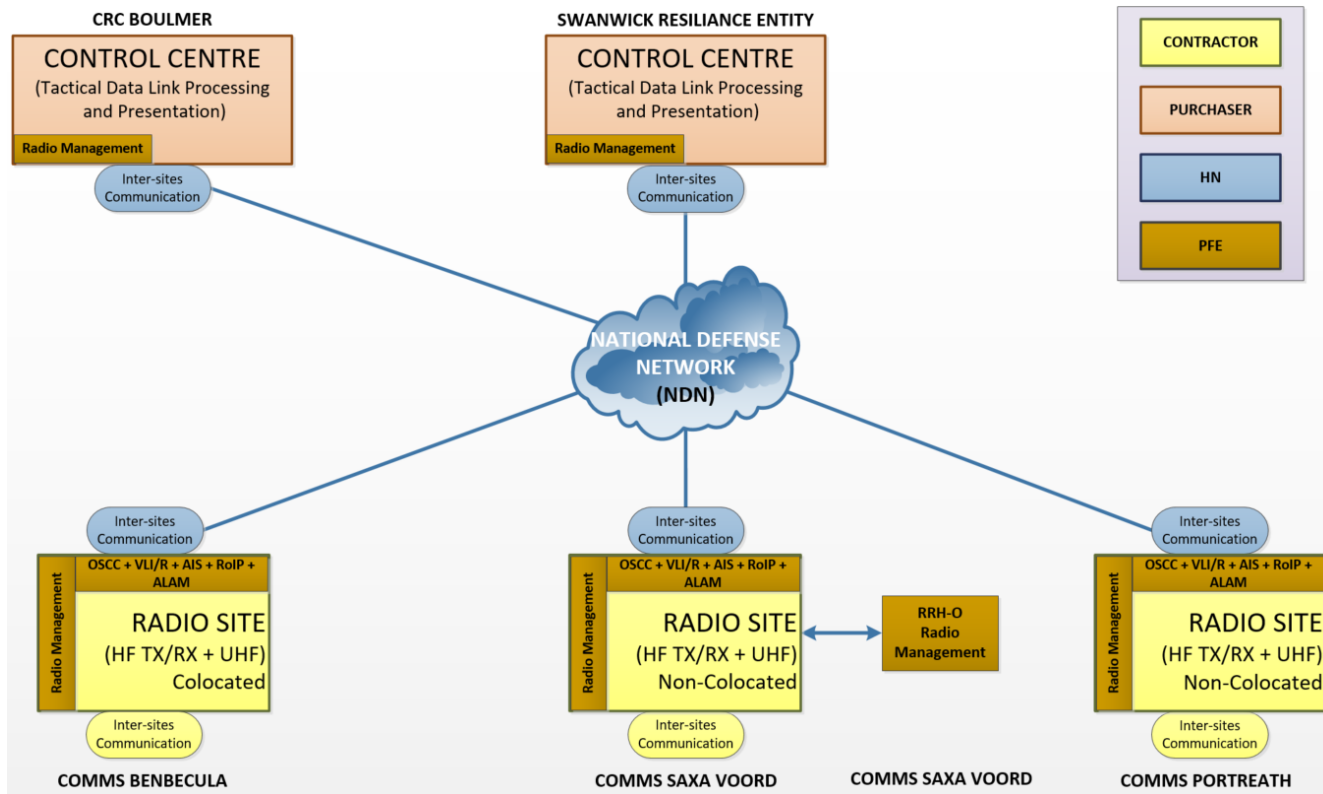 CRC BOULMER
CONTROL CENTRE
(Tactical Data Link Processing
and Presentation)
Radio Management
Inter-sites
Communication
SWANWICK RESILIANCE ENTITY
CONTROL CENTRE
(Tactical Data Link Processing
and Presentation)
Radio Management
Inter-sites
Communication
CONTRACTOR
PURCHASER
HN
PFE
NATIONAL DEFENSE
NETWORK
(NDN)
Inter-sites
Communication
Radio Management
OSCC + VLI/R + AIS + RoIP +
ALAM
RADIO SITE
(HF TX/RX + UHF)
Colocated
Inter-sites
Communication
COMMS BENBECULA
Inter-sites
Communication
Radio Management
OSCC + VLI/R + AIS + RoIP +
ALAM
RADIO SITE
(HF TX/RX + UHF)
Non-Colocated
Inter-sites
Communication
COMMS SAXA VOORD
RRH-O
Radio
Management
COMMS SAXA VOORD
Inter-sites
Communication
Radio Management
OSCC + VLI/R + AIS + RoIP +
ALAM
RADIO SITE
(HF TX/RX + UHF)
Non-Colocated
Inter-sites
Communication
COMMS PORTREATH